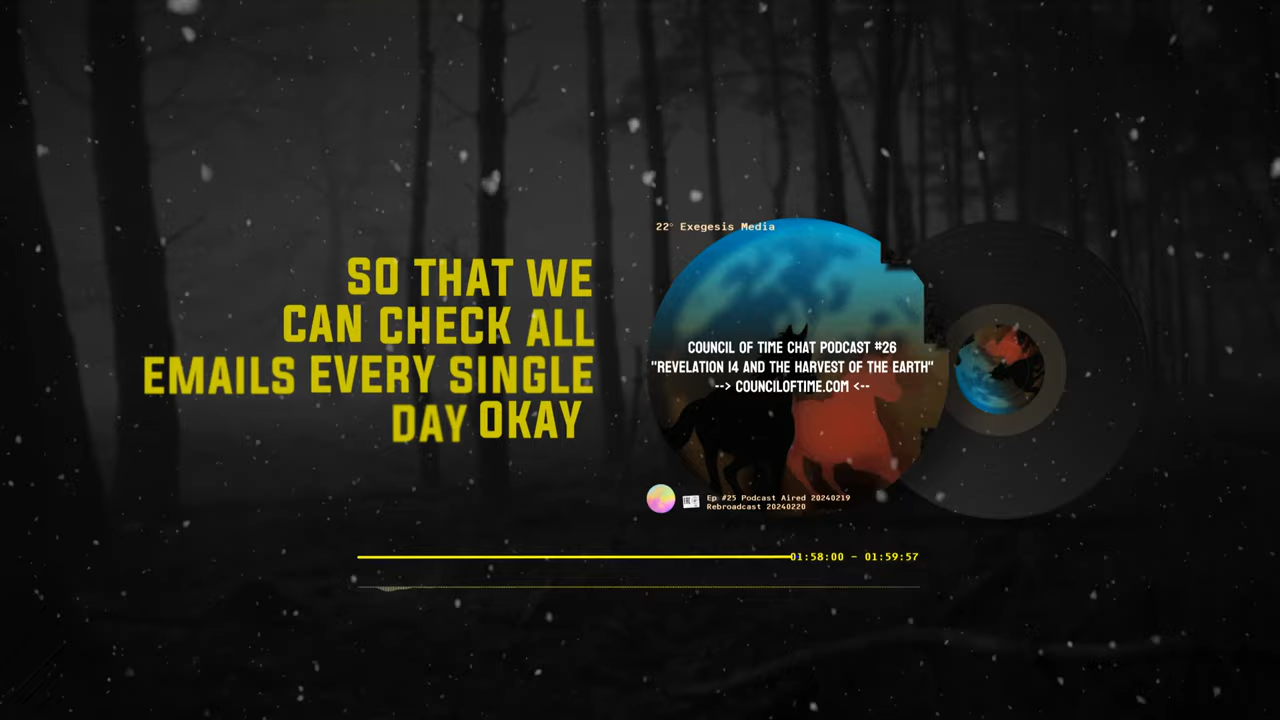 SO THAT WE
CAN CHECK ALL
EMAILS EVERY SINGLE
DAY OKAY
22° Exegesis Media
COUNCIL OF TIME CHAT PODCAST #26
"REVELATION 14 AND THE HARVEST OF THE EARTH"
--> COUNCILOFTIME.COM <--
Ep #25 Podcast Aired 20240219
Rebroadcast 20240220
01:58:00 - 01:59:57